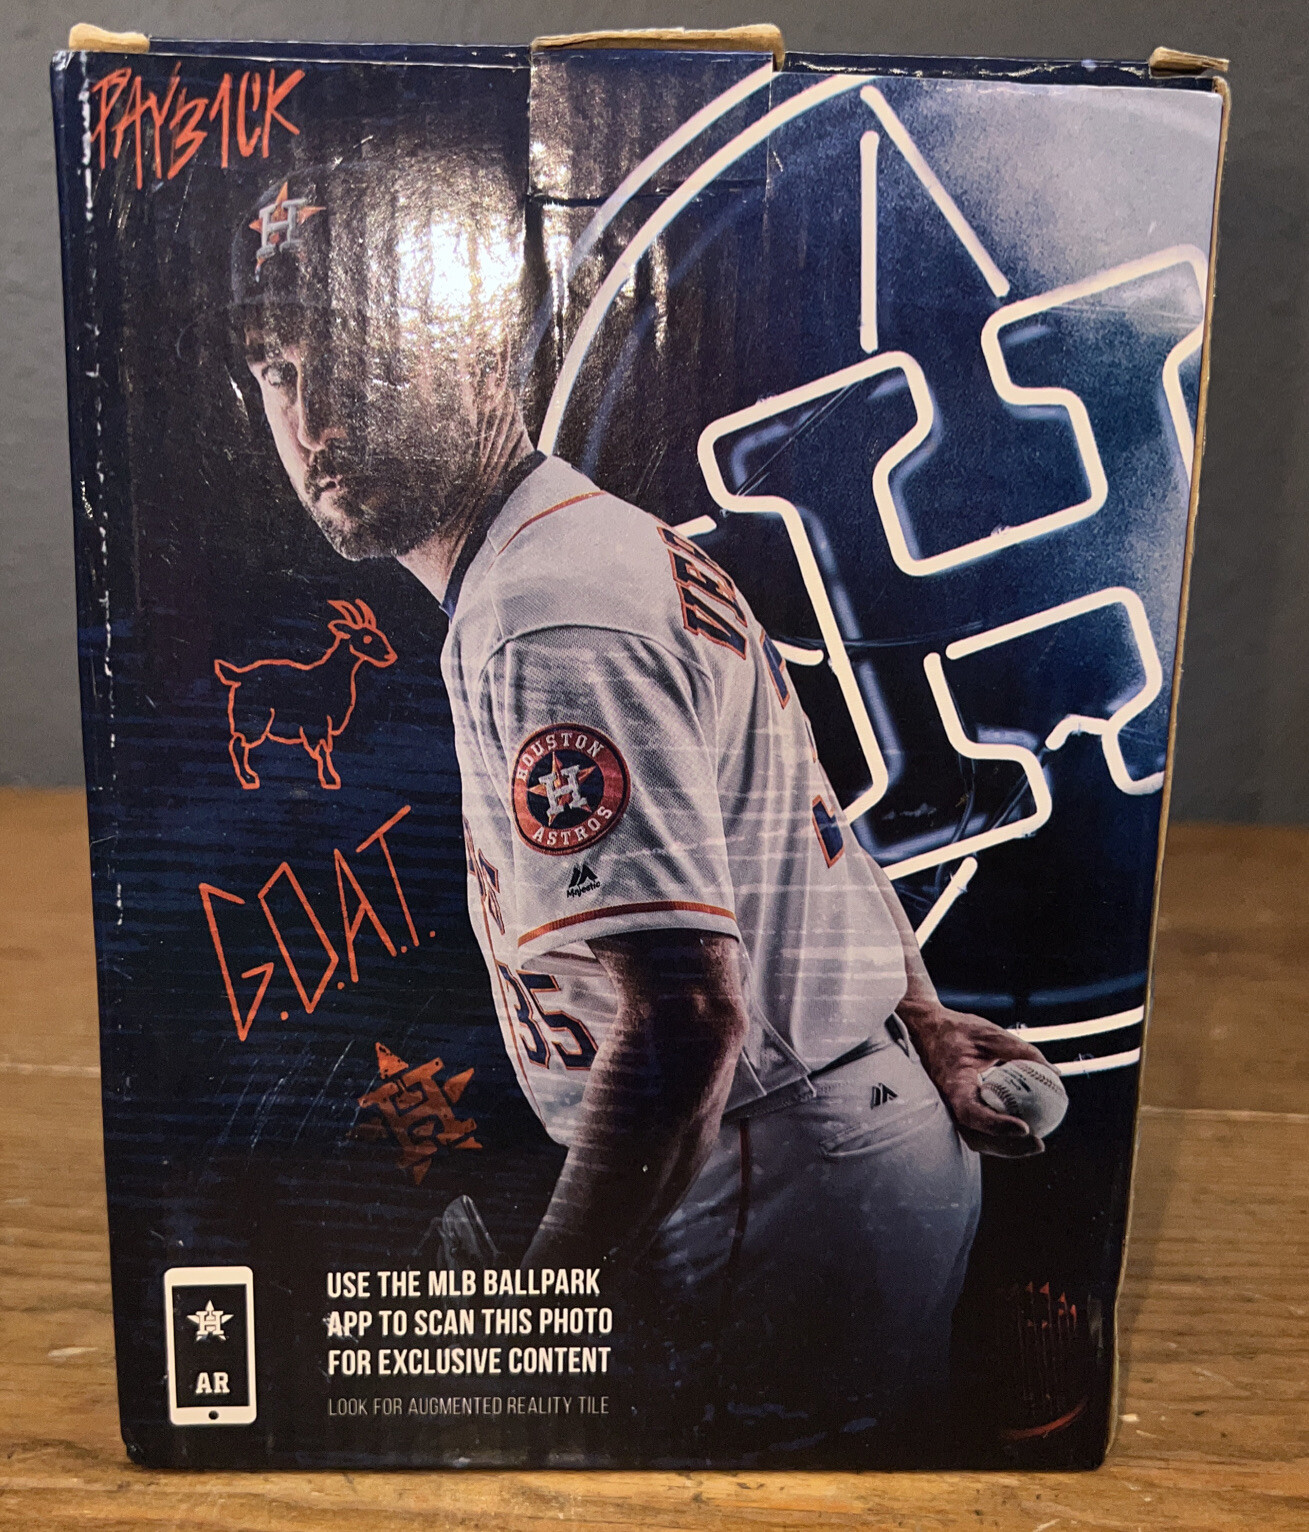 PAYB1CK
H
VE
HOUSTON
H
ASTROS
Majestic
35
G.O.A.T.
H
H
AR
USE THE MLB BALLPARK
APP TO SCAN THIS PHOTO
FOR EXCLUSIVE CONTENT
LOOK FOR AUGMENTED REALITY TILE